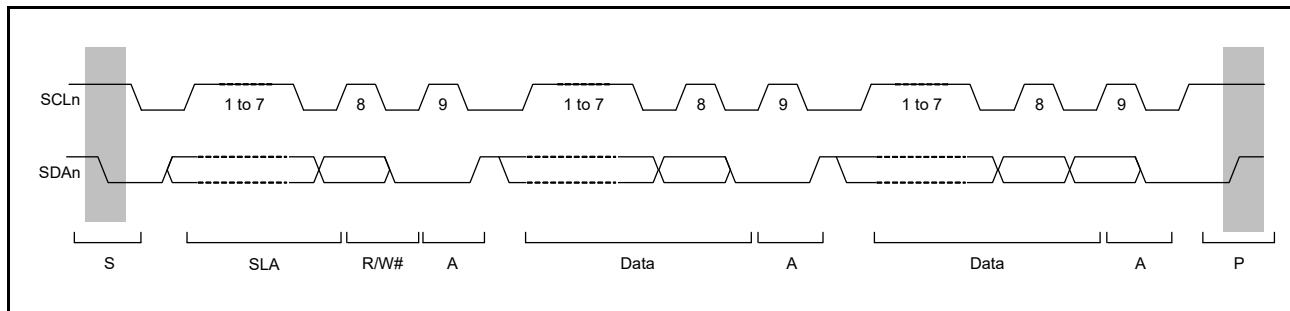 SCLn
1 to 7 8 9 1 to 7 8 9 1 to 7 8 9
SDAn
S SLA R/W# A Data A Data A P